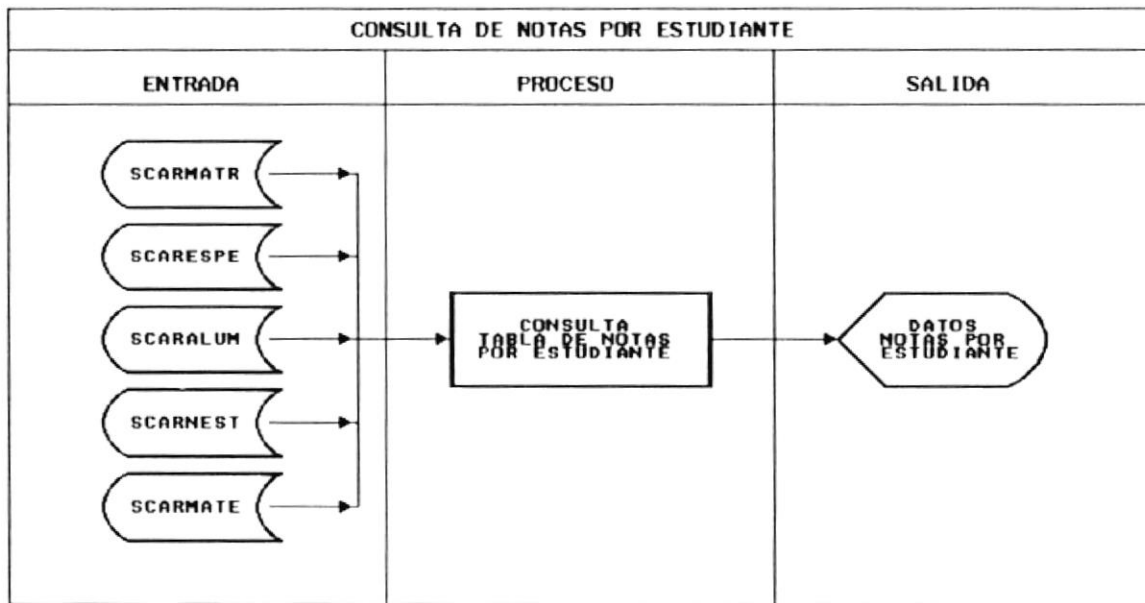 CONSULTA DE NOTAS POR ESTUDIANTE
ENTRADA
PROCESO
SALIDA
SCARMATR
SCARESPE
SCARALUM
SCARNEST
SCARMATE
CONSULTA
TABLA DE NOTAS
POR ESTUDIANTE
DATOS
NOTAS POR
ESTUDIANTE